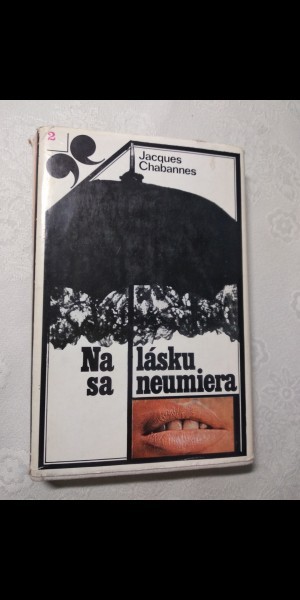 2
Jacques
Chabannes
Na lásku
sa neumiera